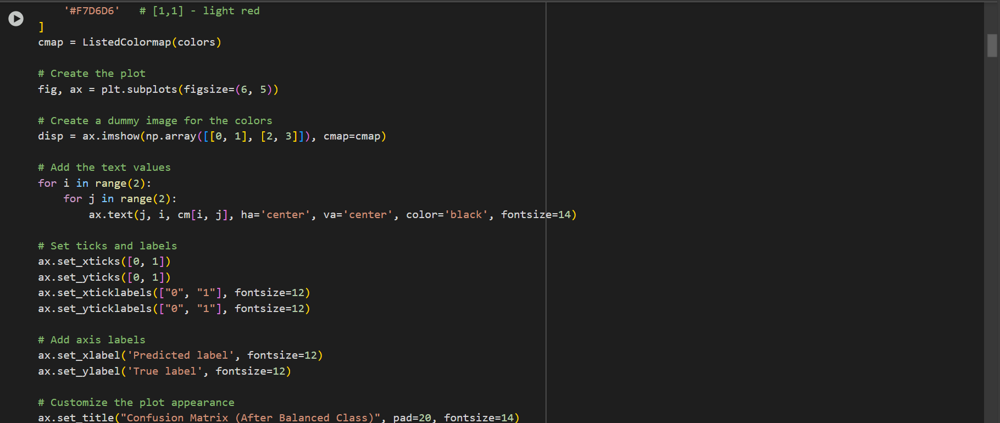 '#F7D6D6'   # [1,1] - light red
]
cmap = ListedColormap(colors)

# Create the plot
fig, ax = plt.subplots(figsize=(6, 5))

# Create a dummy image for the colors
disp = ax.imshow(np.array([[0, 1], [2, 3]]), cmap=cmap)

# Add the text values
for i in range(2):
    for j in range(2):
        ax.text(j, i, cm[i, j], ha='center', va='center', color='black', fontsize=14)

# Set ticks and labels
ax.set_xticks([0, 1])
ax.set_yticks([0, 1])
ax.set_xticklabels(["0", "1"], fontsize=12)
ax.set_yticklabels(["0", "1"], fontsize=12)

# Add axis labels
ax.set_xlabel('Predicted label', fontsize=12)
ax.set_ylabel('True label', fontsize=12)

# Customize the plot appearance
ax.set_title("Confusion Matrix (After Balanced Class)", pad=20, fontsize=14)